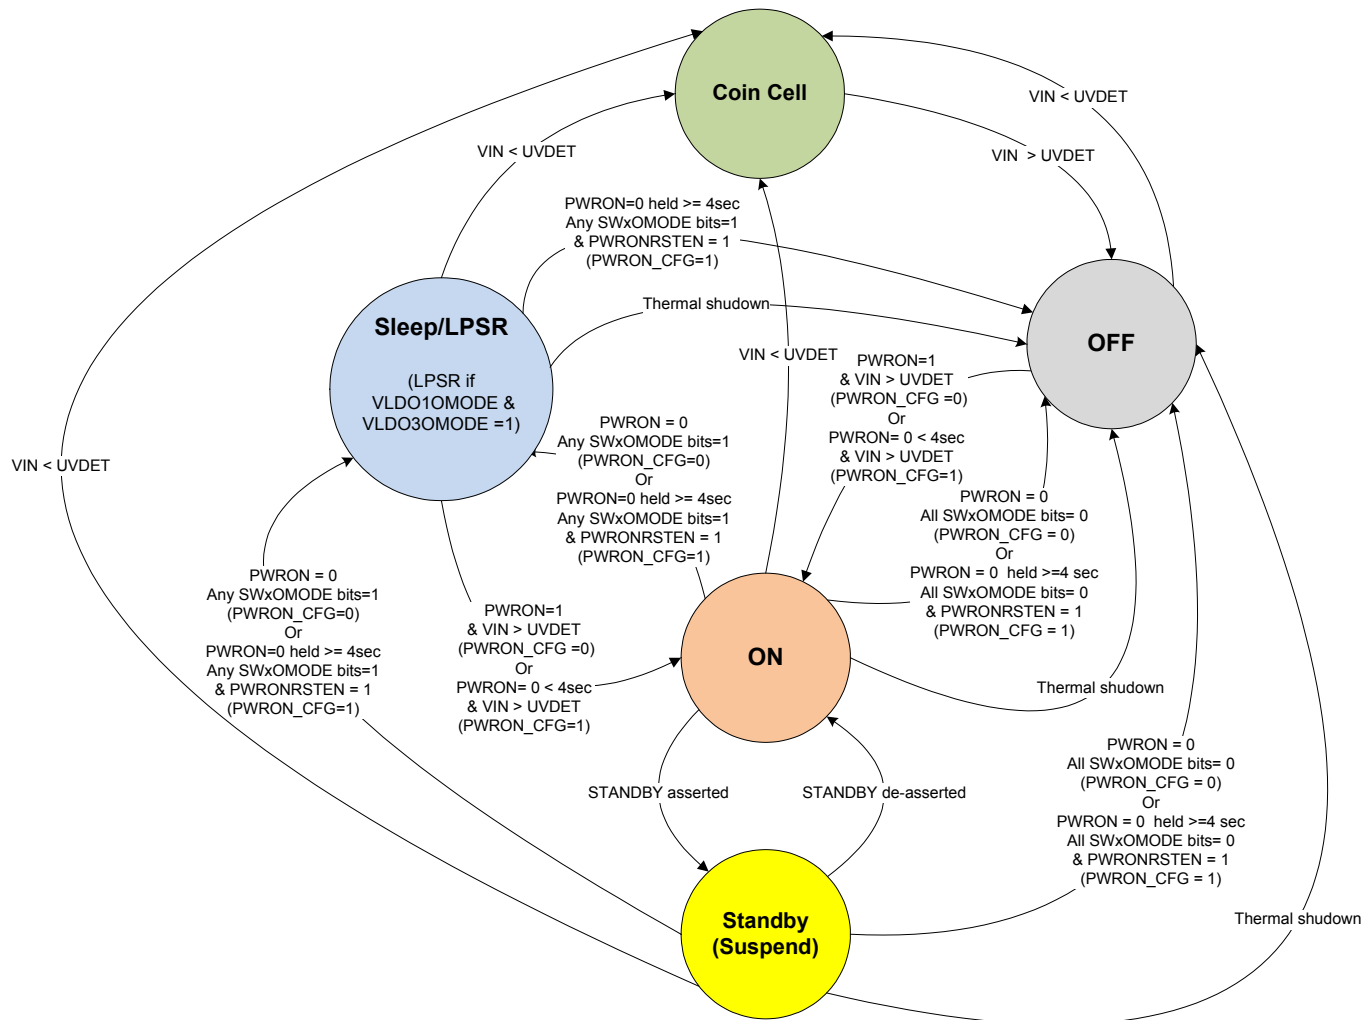 Coin Cell
VIN < UVDET
VIN < UVDET
VIN > UVDET
PWRON=0 held >= 4sec
Any SWxOMODE bits=1
& PWRONRSTEN = 1
(PWRON_CFG=1)
Thermal shudown
Sleep/LPSR
(LPSR if
VLDO1OMODE &
VLDO3OMODE =1)
OFF
VIN < UVDET
PWRON=1
& VIN > UVDET
(PWRON_CFG =0)
Or
PWRON= 0 < 4sec
& VIN > UVDET
(PWRON_CFG=1)
PWRON = 0
Any SWxOMODE bits=1
(PWRON_CFG=0)
Or
PWRON=0 held >= 4sec
Any SWxOMODE bits=1
& PWRONRSTEN = 1
(PWRON_CFG=1)
VIN < UVDET
PWRON = 0
All SWxOMODE bits= 0
(PWRON_CFG = 0)
Or
PWRON = 0 held >=4 sec
All SWxOMODE bits= 0
& PWRONRSTEN = 1
(PWRON_CFG = 1)
PWRON = 0
Any SWxOMODE bits=1
(PWRON_CFG=0)
Or
PWRON=0 held >= 4sec
Any SWxOMODE bits=1
& PWRONRSTEN = 1
(PWRON_CFG=1)
PWRON=1
& VIN > UVDET
(PWRON_CFG =0)
Or
PWRON= 0 < 4sec
& VIN > UVDET
(PWRON_CFG=1)
ON
Thermal shudown
STANDBY asserted
STANDBY de-asserted
PWRON = 0
All SWxOMODE bits= 0
(PWRON_CFG = 0)
Or
PWRON = 0 held >=4 sec
All SWxOMODE bits= 0
& PWRONRSTEN = 1
(PWRON_CFG = 1)
Standby
(Suspend)
Thermal shudown